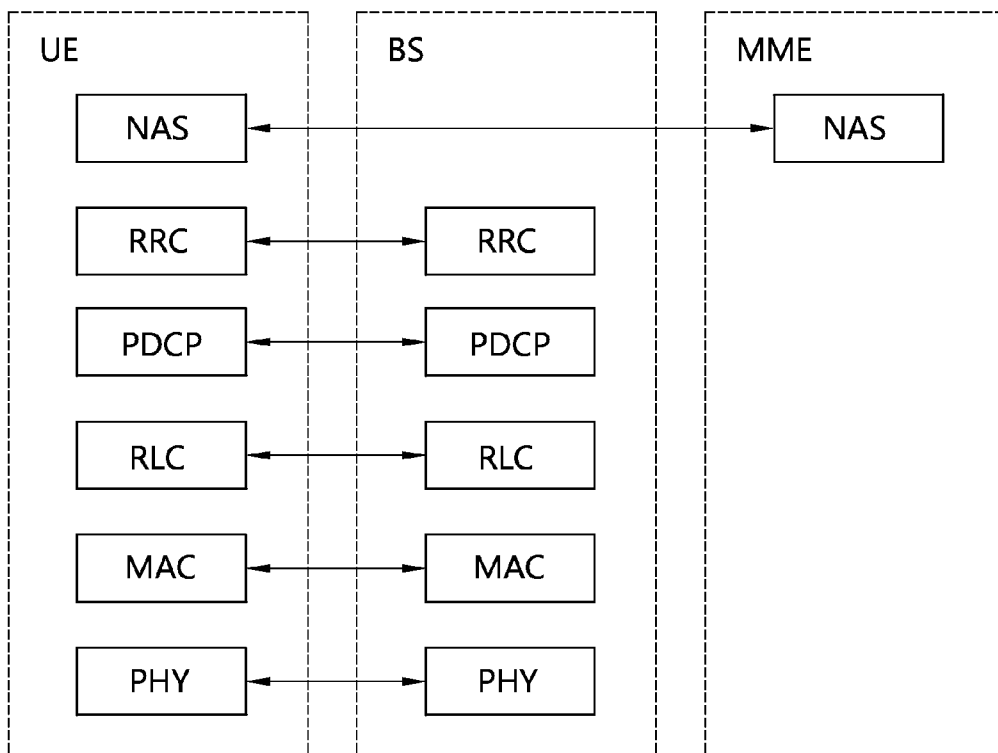 UE BS MME
NAS NAS
RRC RRC
PDCP PDCP
RLC RLC
MAC MAC
PHY PHY